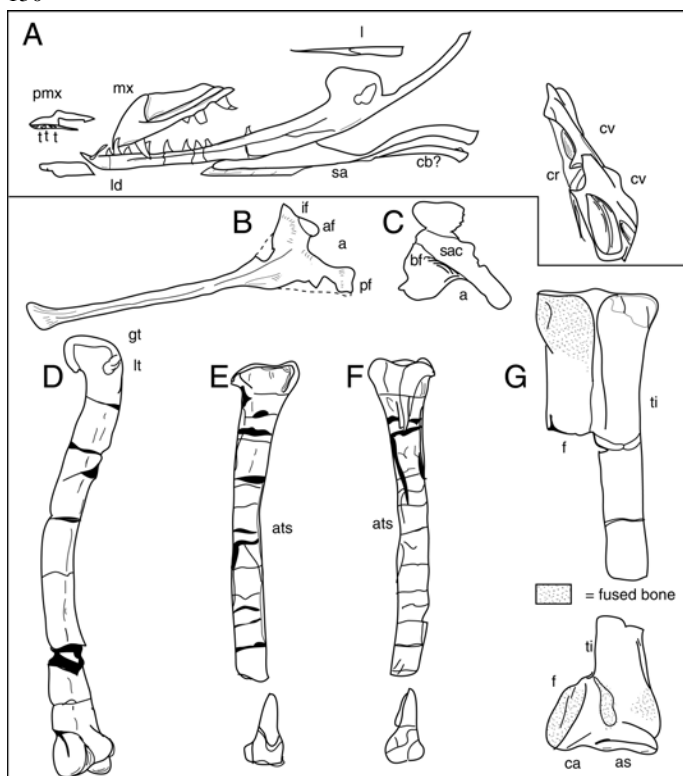 A
l
pmx
mx
t t t
ld
sa
cb?
cv
cr
cv
B
if
af
a
pf
C
sac
bf
a
D
gt
lt
E
F
ats
ats
G
ti
f
= fused bone
ti
f
ca
as